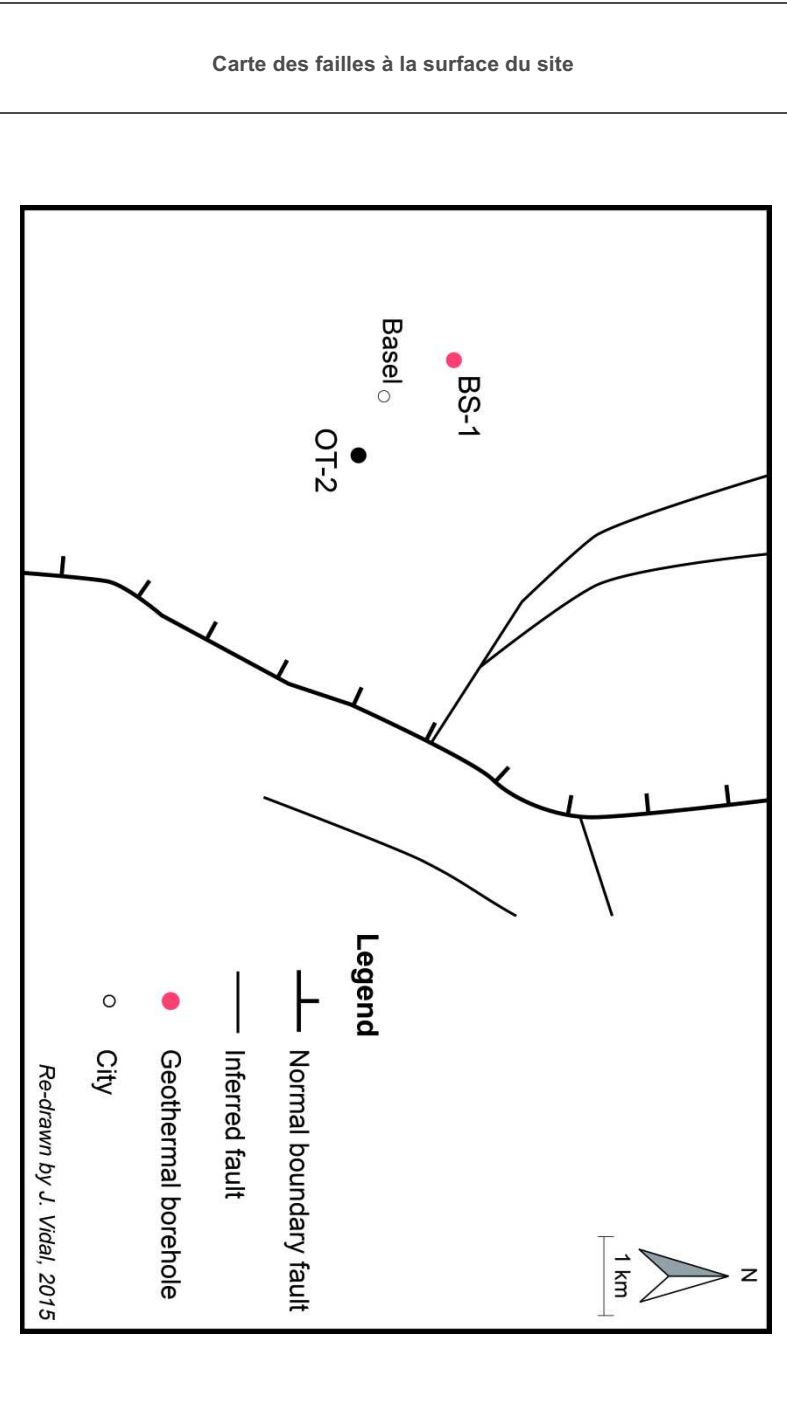 Carte des failles à la surface du site
N
1 km
BS-1
Basel
OT-2
Legend
Normal boundary fault
Inferred fault
Geothermal borehole
City
Re-drawn by J. Vidal, 2015